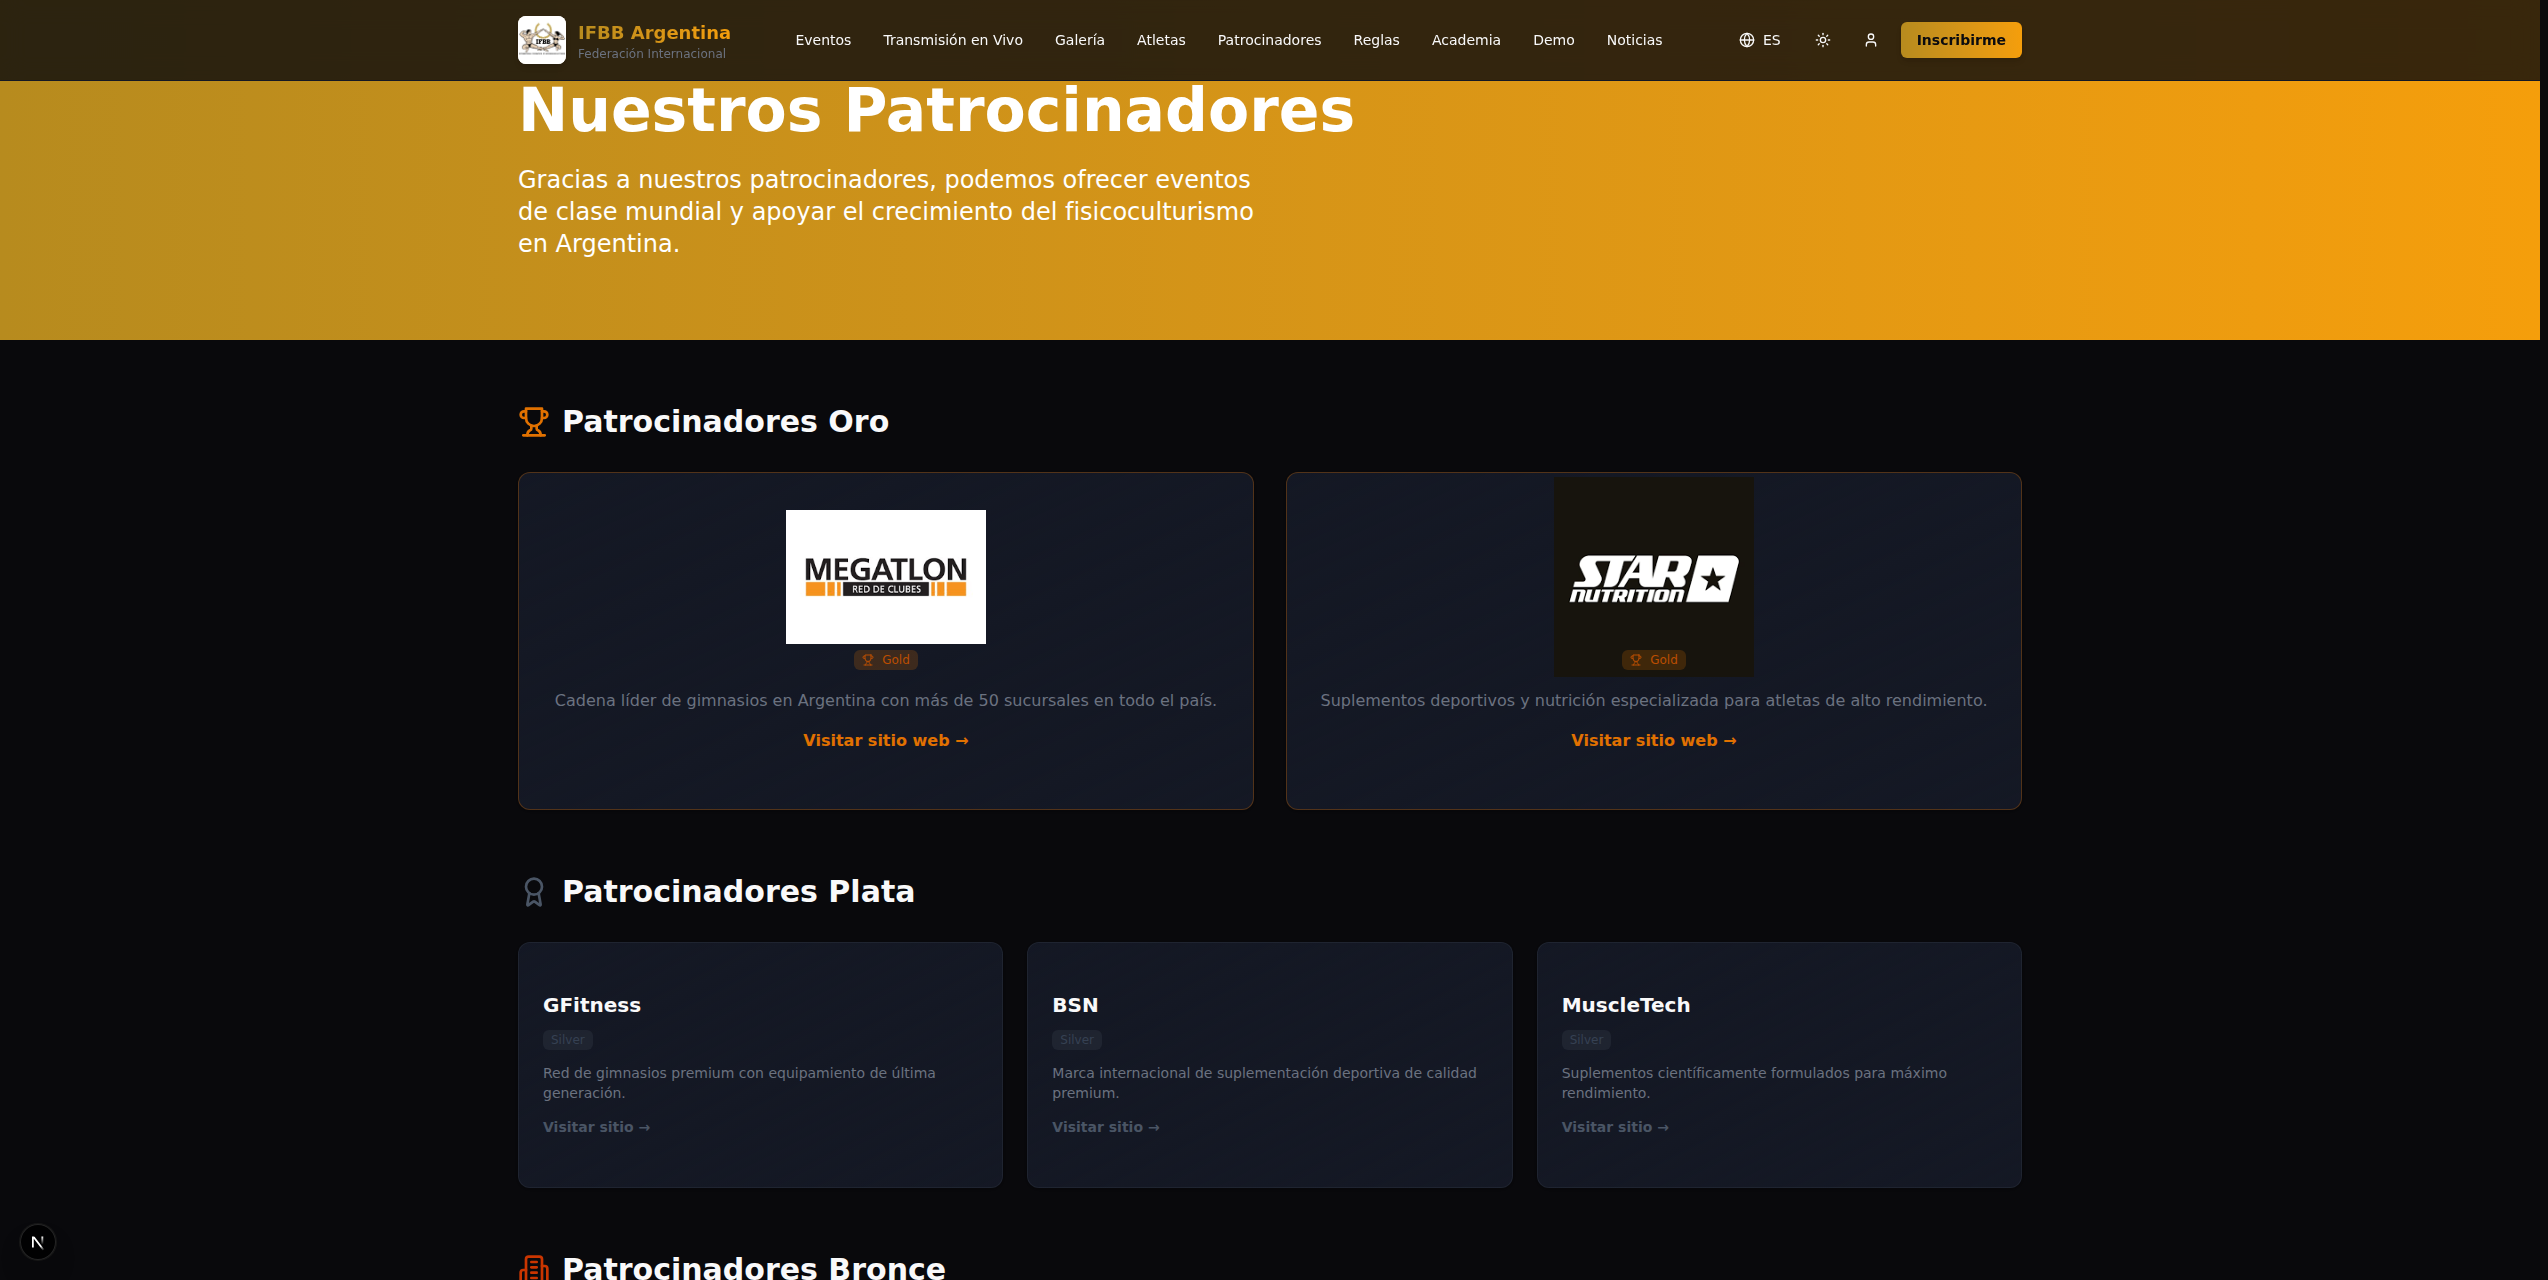 IFBB
IFBB Argentina
Federación Internacional
Eventos
Transmisión en Vivo
Galería
Atletas
Patrocinadores
Reglas
Academia
Demo
Noticias
ES
Inscribirme
Nuestros Patrocinadores
Gracias a nuestros patrocinadores, podemos ofrecer eventos
de clase mundial y apoyar el crecimiento del fisicoculturismo
en Argentina.
Patrocinadores Oro
MEGATLON
RED DE CLUBES
Gold
Cadena líder de gimnasios en Argentina con más de 50 sucursales en todo el país.
Visitar sitio web →
STAR
NUTRITION
Gold
Suplementos deportivos y nutrición especializada para atletas de alto rendimiento.
Visitar sitio web →
Patrocinadores Plata
GFitness
Silver
Red de gimnasios premium con equipamiento de última
generación.
Visitar sitio →
BSN
Silver
Marca internacional de suplementación deportiva de calidad
premium.
Visitar sitio →
MuscleTech
Silver
Suplementos científicamente formulados para máximo
rendimiento.
Visitar sitio →
N
Patrocinadores Bronce